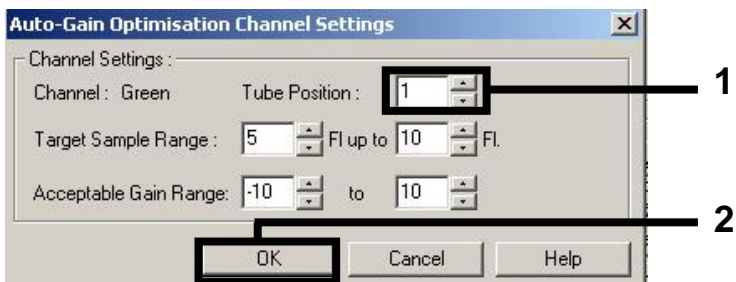 Auto-Gain Optimisation Channel Settings
Channel Settings :
Channel : Green Tube Position : 1 1
Target Sample Range : 5 Fl up to 10 Fl.
Acceptable Gain Range: -10 to 10
2
OK Cancel Help